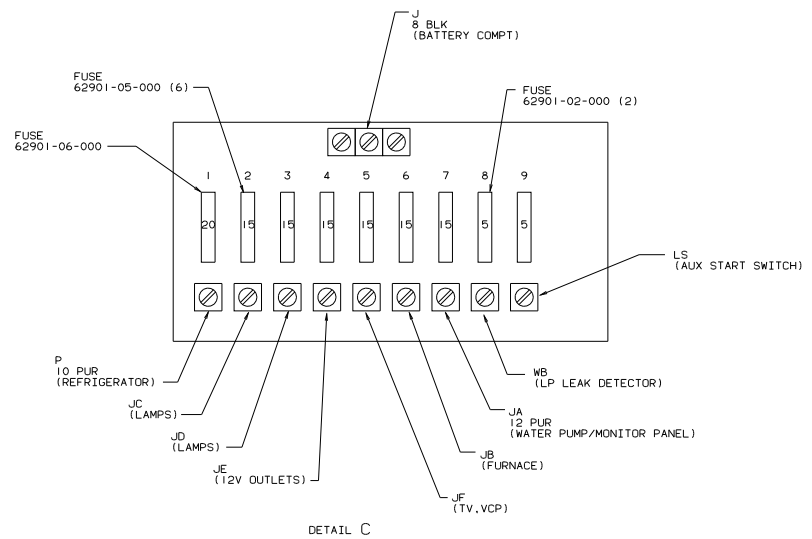 J
8 BLK
(BATTERY COMPT)
FUSE
62901-05-000 (6)
FUSE
62901-02-000 (2)
FUSE
62901-06-000
1 2 3 4 5 6 7 8 9
20 15 15 15 15 15 15 5 5
LS
(AUX START SWITCH)
P
10 PUR
(REFRIGERATOR)
WB
(LP LEAK DETECTOR)
JC
(LAMPS)
JA
12 PUR
(WATER PUMP/MONITOR PANEL)
JD
(LAMPS)
JB
(FURNACE)
JE
(12V OUTLETS)
JF
(TV,VCP)
DETAIL C